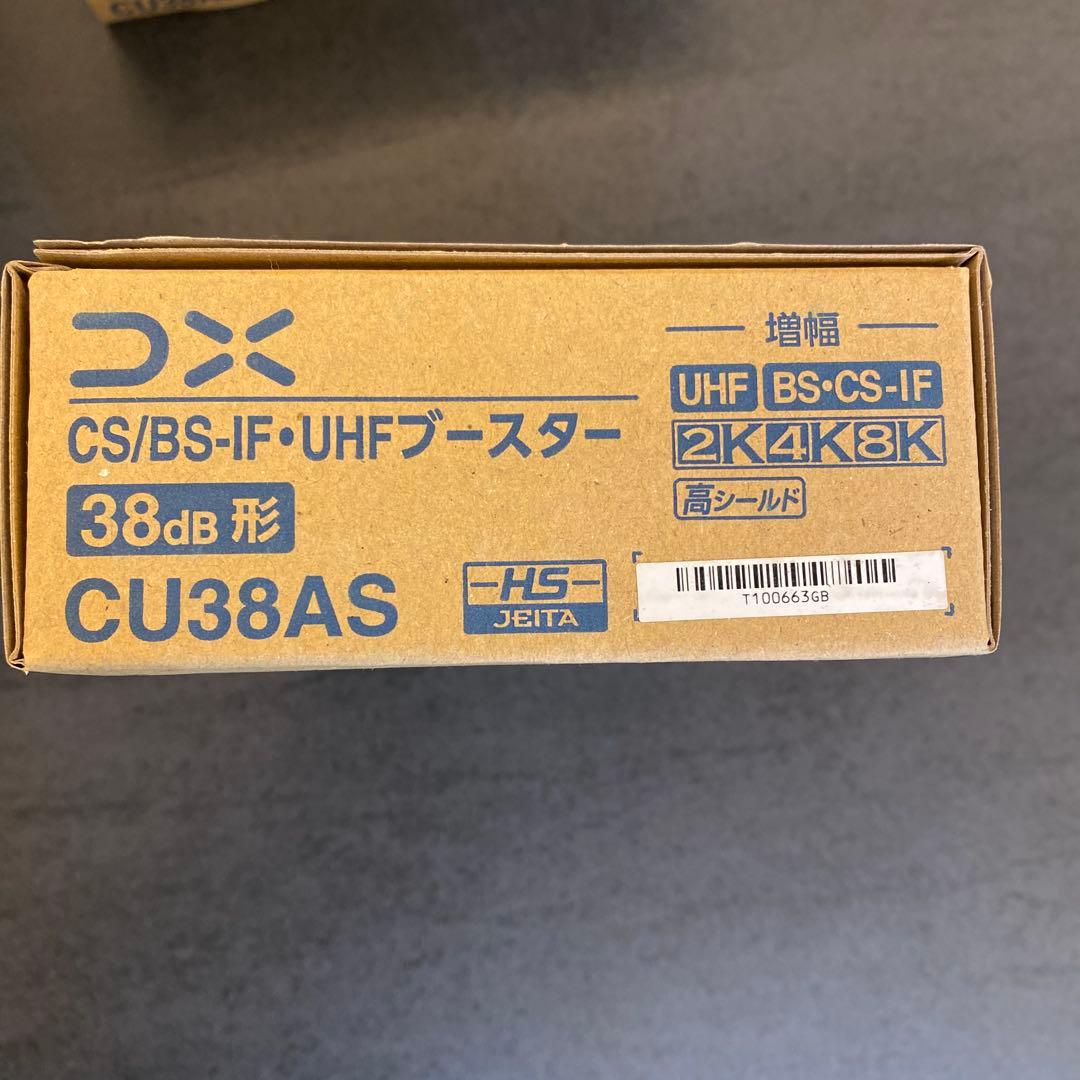 DX
CS/BS-IF・UHFブースター
38dB 形
CU38AS
HS
JEITA
増幅
UHF BS・CS-IF
2K4K8K
高シールド
T100663GB